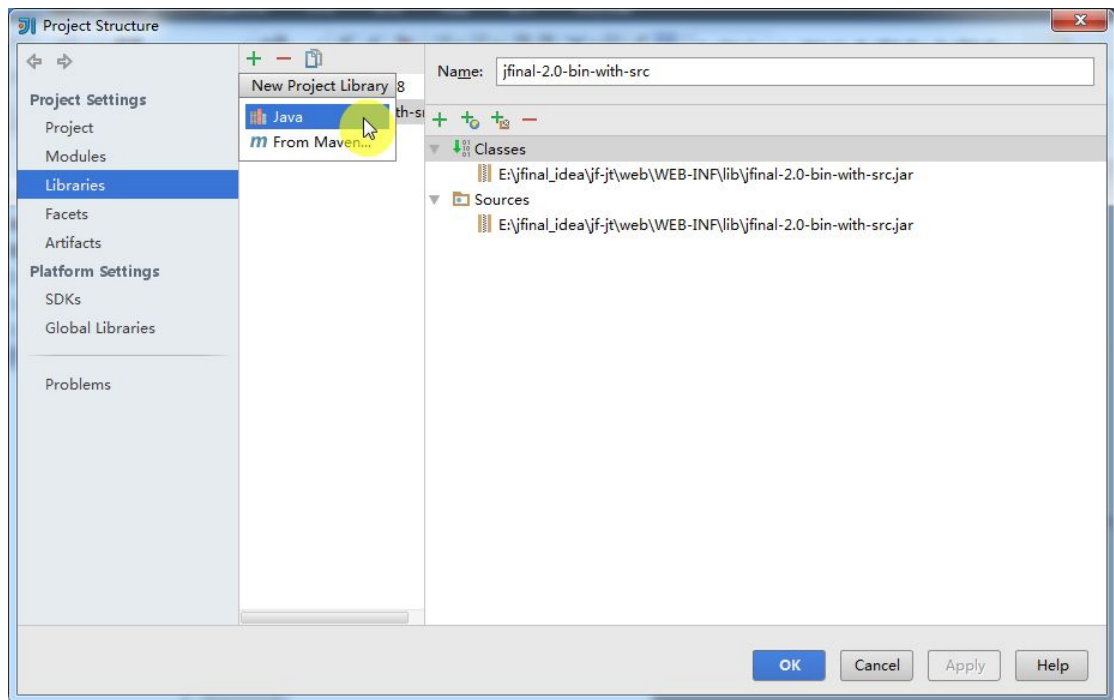 Project Structure
Project Settings
Project
Modules
Libraries
Facets
Artifacts
Platform Settings
SDKs
Global Libraries
Problems
New Project Library
8
Java
th-s
m From Maven...
Name: jfinal-2.0-bin-with-src
Classes
E:\jfinal_idea\jf-jt\web\WEB-INF\lib\jfinal-2.0-bin-with-src.jar
Sources
E:\jfinal_idea\jf-jt\web\WEB-INF\lib\jfinal-2.0-bin-with-src.jar
OK
Cancel
Apply
Help